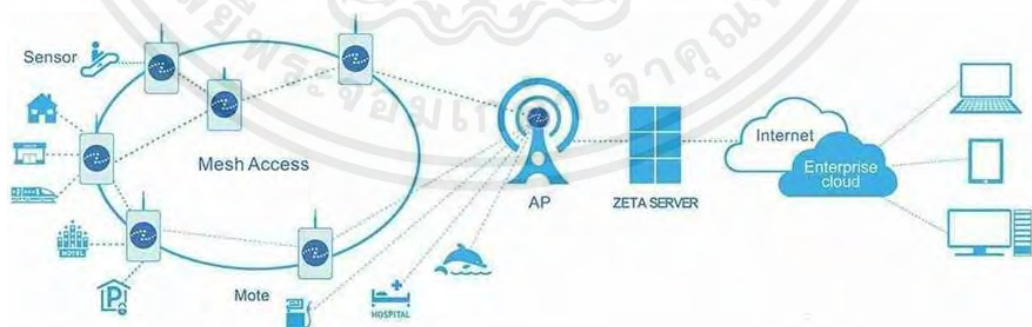 Sensor
Mesh Access
HOTEL
P
Mote
HOSPITAL
AP
ZETA SERVER
Internet
Enterprise
cloud